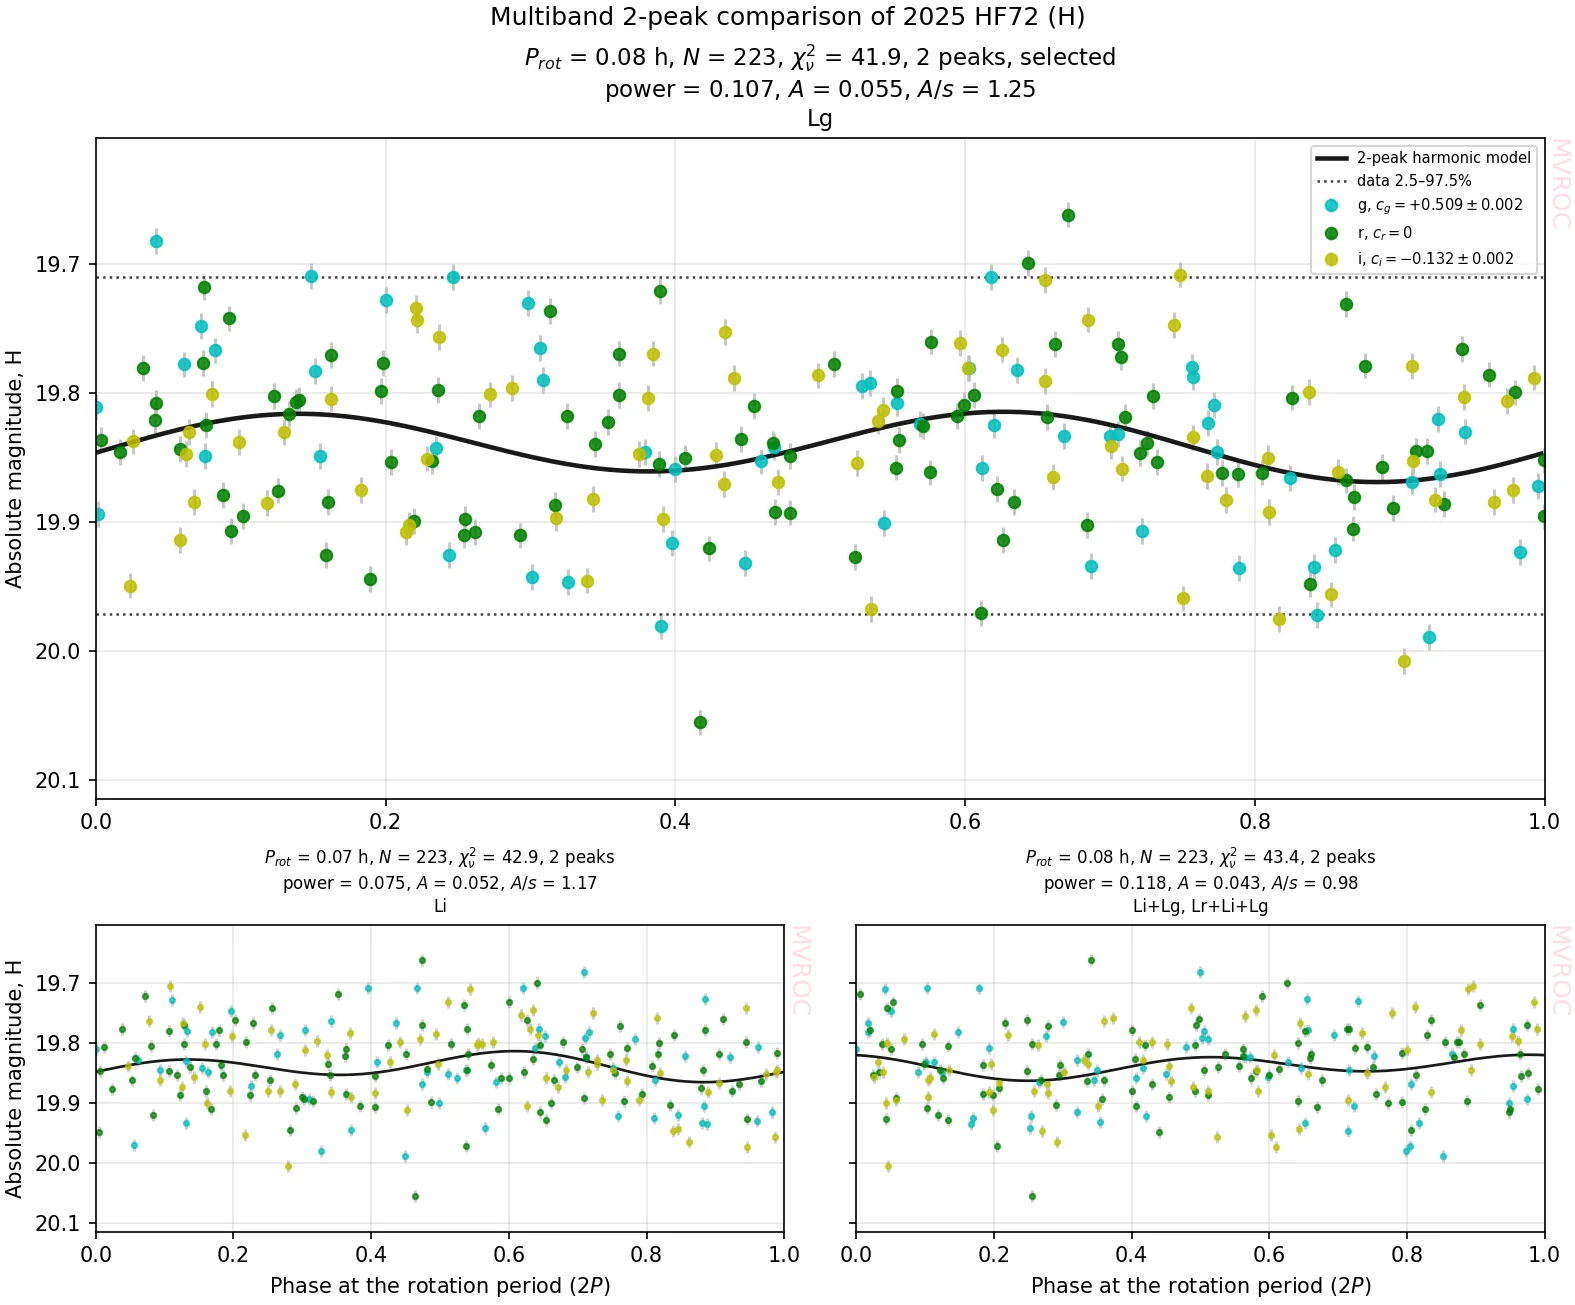 Multiband 2-peak comparison of 2025 HF72 (H)
P_rot = 0.08 h, N = 223, χ²_ν = 41.9, 2 peaks, selected
power = 0.107, A = 0.055, A/s = 1.25
Lg
MVROC
2-peak harmonic model
data 2.5–97.5%
g, c_g = +0.509 ± 0.002
r, c_r = 0
i, c_i = −0.132 ± 0.002
Absolute magnitude, H
19.7
19.8
19.9
20.0
20.1
0.0 0.2 0.4 0.6 0.8 1.0
P_rot = 0.07 h, N = 223, χ²_ν = 42.9, 2 peaks
power = 0.075, A = 0.052, A/s = 1.17
Li
MVROC
Absolute magnitude, H
19.7
19.8
19.9
20.0
20.1
0.0 0.2 0.4 0.6 0.8 1.0
Phase at the rotation period (2P)
P_rot = 0.08 h, N = 223, χ²_ν = 43.4, 2 peaks
power = 0.118, A = 0.043, A/s = 0.98
Li+Lg, Lr+Li+Lg
MVROC
0.0 0.2 0.4 0.6 0.8 1.0
Phase at the rotation period (2P)